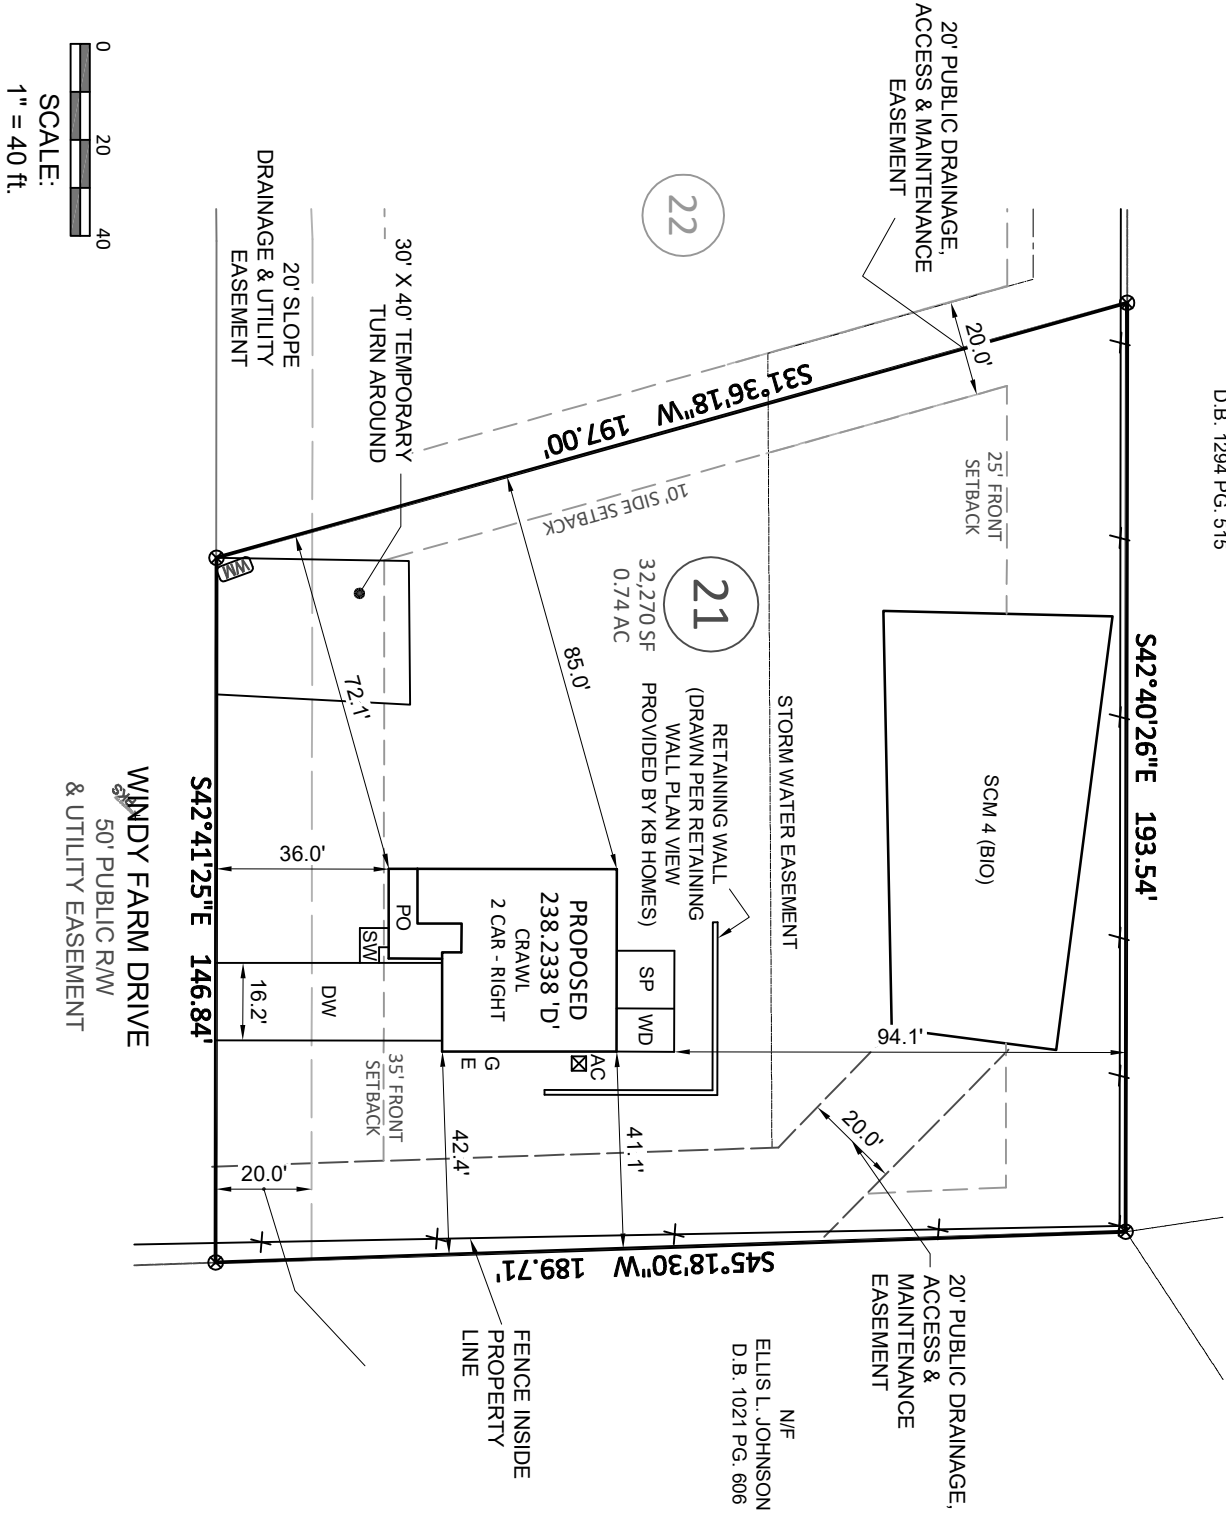 D.B. 1294 PG. 515
20' PUBLIC DRAINAGE,
ACCESS & MAINTENANCE
EASEMENT
22
20.0'
S31°36'18"W 197.00'
10' SIDE SETBACK
25' FRONT
SETBACK
S42°40'26"E 193.54'
SCM 4 (BIO)
STORM WATER EASEMENT
21
32,270 SF
0.74 AC
RETAINING WALL
(DRAWN PER RETAINING
WALL PLAN VIEW
PROVIDED BY KB HOMES)
85.0'
72.1'
30' X 40' TEMPORARY
TURN AROUND
20' SLOPE
DRAINAGE & UTILITY
EASEMENT
WM
36.0'
PO
SW
PROPOSED
238.2338 'D'
CRAWL
2 CAR - RIGHT
SP
WD
AC
G
E
DW
16.2'
94.1'
35' FRONT
SETBACK
42.4'
41.1'
20.0'
20.0'
S45°18'30"W 189.71'
20' PUBLIC DRAINAGE,
ACCESS &
MAINTENANCE
EASEMENT
N/F
ELLIS L. JOHNSON
D.B. 1021 PG. 606
FENCE INSIDE
PROPERTY
LINE
S42°41'25"E 146.84'
WINDY FARM DRIVE
50' PUBLIC R/W
& UTILITY EASEMENT
0 20 40
SCALE:
1" = 40 ft.